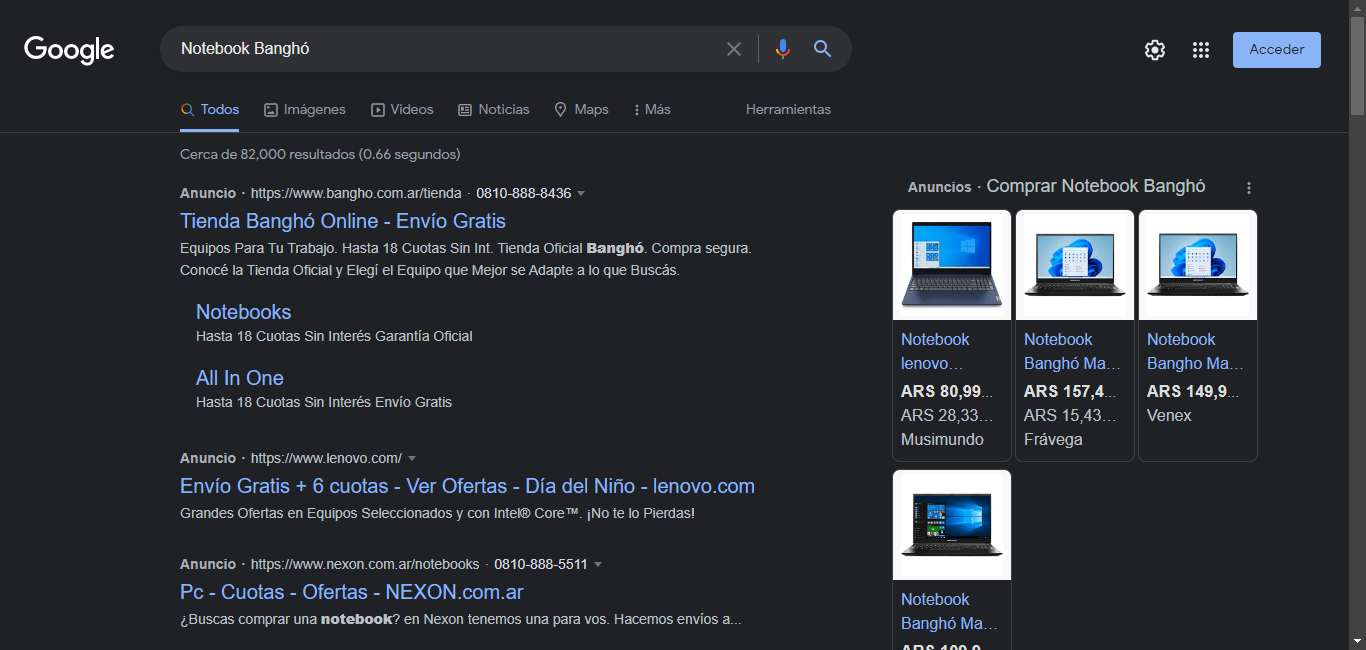 Google
Notebook Banghó
Acceder
Todos
Imágenes
Videos
Noticias
Maps
Más
Herramientas
Cerca de 82,000 resultados (0.66 segundos)
Anuncio · https://www.bangho.com.ar/tienda · 0810-888-8436
Tienda Banghó Online - Envío Gratis
Equipos Para Tu Trabajo. Hasta 18 Cuotas Sin Int. Tienda Oficial Banghó. Compra segura.
Conocé la Tienda Oficial y Elegí el Equipo que Mejor se Adapte a lo que Buscás.
Notebooks
Hasta 18 Cuotas Sin Interés Garantía Oficial
All In One
Hasta 18 Cuotas Sin Interés Envío Gratis
Anuncio · https://www.lenovo.com/
Envío Gratis + 6 cuotas - Ver Ofertas - Día del Niño - lenovo.com
Grandes Ofertas en Equipos Seleccionados y con Intel® Core™. ¡No te lo Pierdas!
Anuncio · https://www.nexon.com.ar/notebooks · 0810-888-5511
Pc - Cuotas - Ofertas - NEXON.com.ar
¿Buscas comprar una notebook? en Nexon tenemos una para vos. Hacemos envíos a...
Anuncios · Comprar Notebook Banghó
Notebook
lenovo...
ARS 80,99...
ARS 28,33...
Musimundo
Notebook
Banghó Ma...
ARS 157,4...
ARS 15,43...
Frávega
Notebook
Bangho Ma...
ARS 149,9...
Venex
Notebook
Banghó Ma...
ARS 109,9...